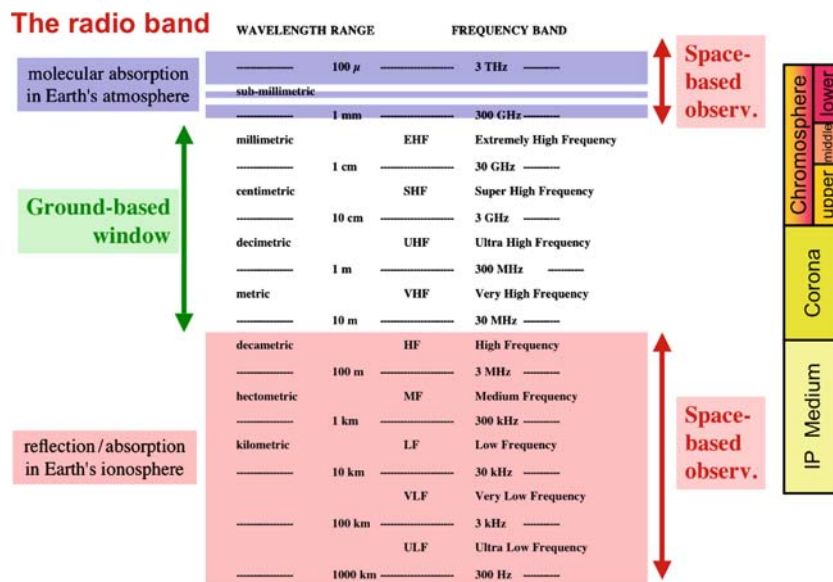 The radio band
WAVELENGTH RANGE FREQUENCY BAND
molecular absorption
in Earth's atmosphere
100 μ 3 THz
sub-millimetric
1 mm 300 GHz
millimetric EHF Extremely High Frequency
1 cm 30 GHz
centimetric SHF Super High Frequency
10 cm 3 GHz
decimetric UHF Ultra High Frequency
1 m 300 MHz
metric VHF Very High Frequency
10 m 30 MHz
decametric HF High Frequency
100 m 3 MHz
hectometric MF Medium Frequency
1 km 300 kHz
kilometric LF Low Frequency
10 km 30 kHz
VLF Very Low Frequency
100 km 3 kHz
ULF Ultra Low Frequency
1000 km 300 Hz
Ground-based
window
reflection/absorption
in Earth's ionosphere
Space-
based
observ.
Space-
based
observ.
Chromosphere
lower
middle
upper
Corona
IP Medium